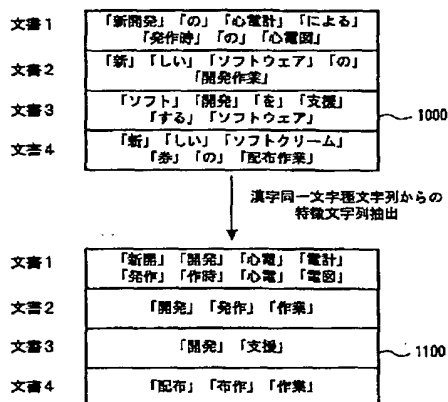 文書1
「新開発」「の」「心電計」「による」
「発作時」「の」「心電図」
文書2
「新」「しい」「ソフトウェア」「の」
「開発作業」
文書3
「ソフト」「開発」「を」「支援」
「する」「ソフトウェア」
1000
文書4
「新」「しい」「ソフトクリーム」
「券」「の」「配布作業」
漢字同一文字種文字列からの
特徴文字列抽出
文書1
「新開」「開発」「心電」「電計」
「発作」「作時」「心電」「電図」
文書2
「開発」「発作」「作業」
文書3
「開発」「支援」
1100
文書4
「配布」「布作」「作業」